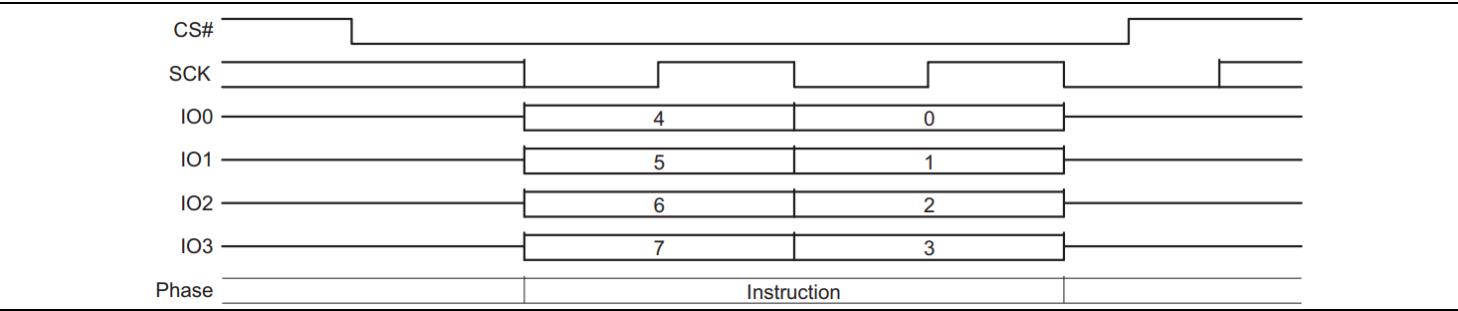 CS#
SCK
IO0 4 0
IO1 5 1
IO2 6 2
IO3 7 3
Phase Instruction